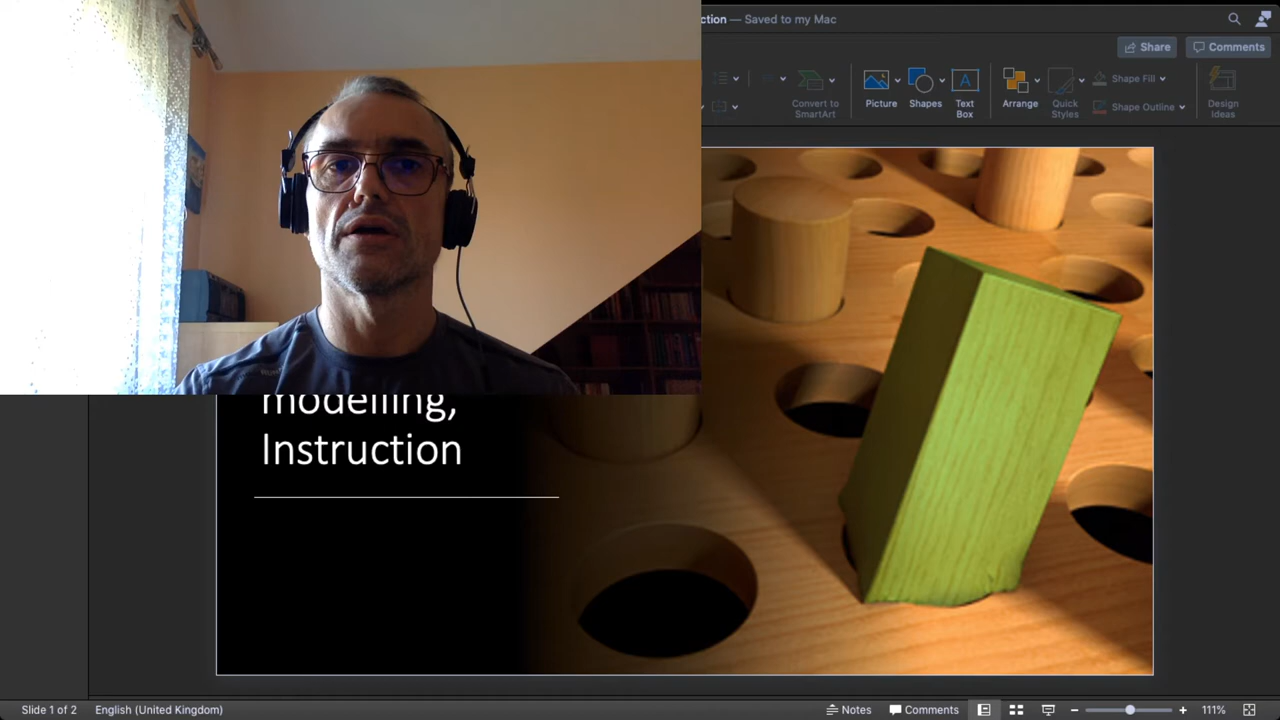 ction — Saved to my Mac
Share
Comments
Convert to
SmartArt
Picture
Shapes
Text
Box
Arrange
Quick
Styles
Shape Fill
Shape Outline
Design
Ideas
A
modelling,
Instruction
Slide 1 of 2
English (United Kingdom)
Notes
Comments
111%